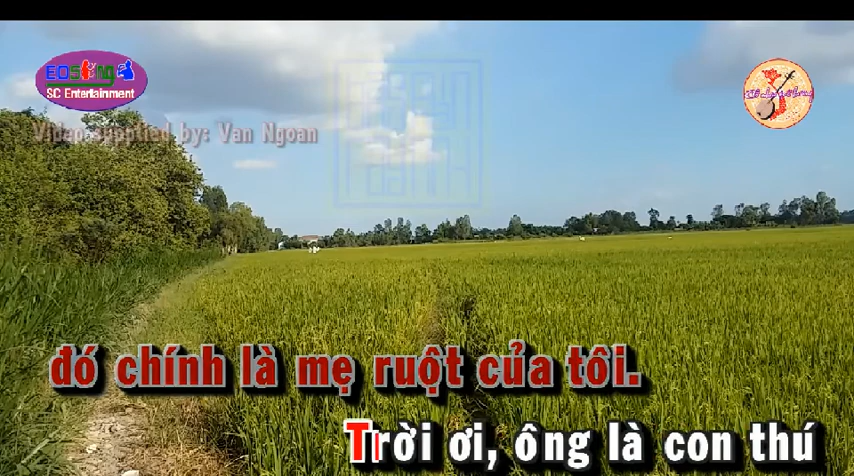 EOSĩng
SC Entertainment
Video supplied by: Van Ngoan
đó chính là mẹ ruột của tôi.
Trời ơi, ông là con thú